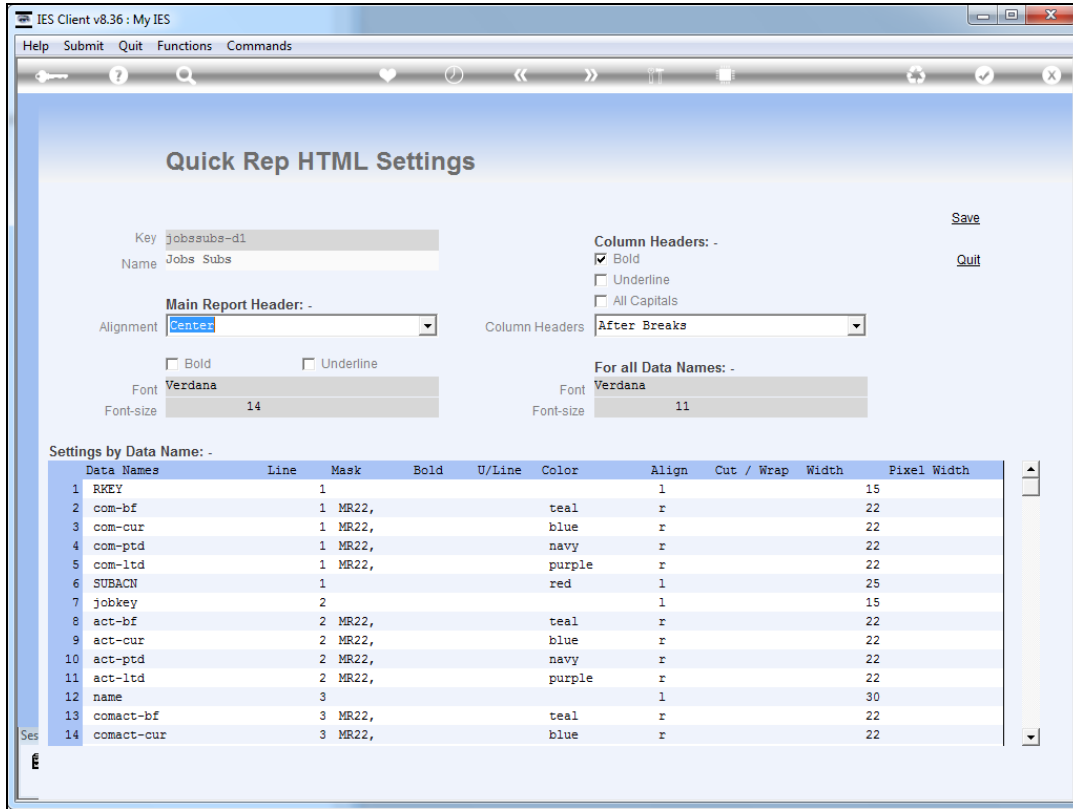 IES Client v8.36 : My IES
Help Submit Quit Functions Commands
Quick Rep HTML Settings
Save
Key jobssubs-d1
Column Headers: -
Name Jobs Subs
Bold
Quit
Underline
Main Report Header: -
All Capitals
Alignment Center
Column Headers After Breaks
Bold Underline
For all Data Names: -
Font Verdana
Font Verdana
Font-size 14
Font-size 11
Settings by Data Name: -
Data Names Line Mask Bold U/Line Color Align Cut / Wrap Width Pixel Width
1 RKEY 1 l 15
2 com-bf 1 MR22, teal r 22
3 com-cur 1 MR22, blue r 22
4 com-ptd 1 MR22, navy r 22
5 com-ltd 1 MR22, purple r 22
6 SUBACN 1 red l 25
7 jobkey 2 l 15
8 act-bf 2 MR22, teal r 22
9 act-cur 2 MR22, blue r 22
10 act-ptd 2 MR22, navy r 22
11 act-ltd 2 MR22, purple r 22
12 name 3 l 30
13 comact-bf 3 MR22, teal r 22
14 comact-cur 3 MR22, blue r 22
Ses